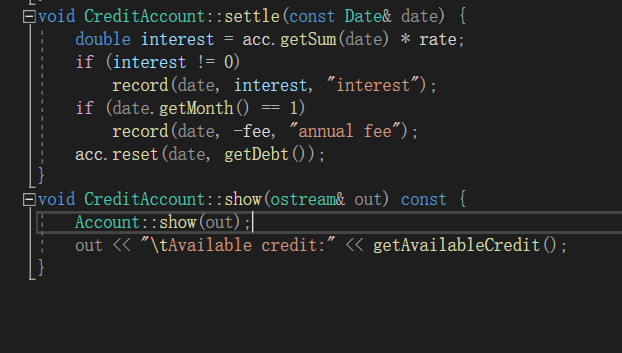 void CreditAccount::settle(const Date& date) {
    double interest = acc.getSum(date) * rate;
    if (interest != 0)
        record(date, interest, "interest");
    if (date.getMonth() == 1)
        record(date, -fee, "annual fee");
    acc.reset(date, getDebt());
}
void CreditAccount::show(ostream& out) const {
    Account::show(out);
    out << "\tAvailable credit:" << getAvailableCredit();
}